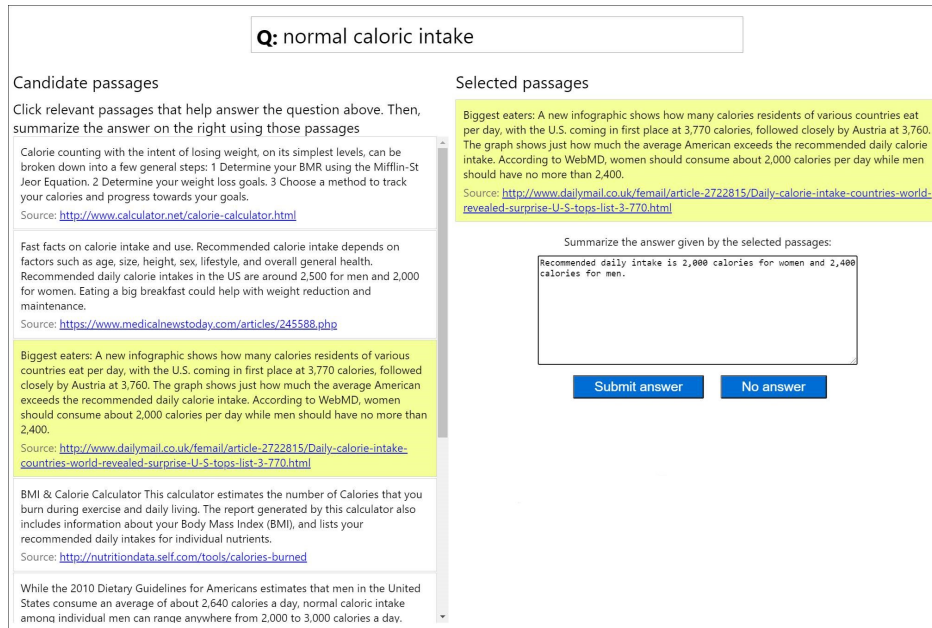 Q: normal caloric intake
Candidate passages
Click relevant passages that help answer the question above. Then,
summarize the answer on the right using those passages
Calorie counting with the intent of losing weight, on its simplest levels, can be
broken down into a few general steps: 1 Determine your BMR using the Mifflin-St
Jeor Equation. 2 Determine your weight loss goals. 3 Choose a method to track
your calories and progress towards your goals.
Source: http://www.calculator.net/calorie-calculator.html
Fast facts on calorie intake and use. Recommended calorie intake depends on
factors such as age, size, height, sex, lifestyle, and overall general health.
Recommended daily calorie intakes in the US are around 2,500 for men and 2,000
for women. Eating a big breakfast could help with weight reduction and
maintenance.
Source: https://www.medicalnewstoday.com/articles/245588.php
Biggest eaters: A new infographic shows how many calories residents of various
countries eat per day, with the U.S. coming in first place at 3,770 calories, followed
closely by Austria at 3,760. The graph shows just how much the average American
exceeds the recommended daily calorie intake. According to WebMD, women
should consume about 2,000 calories per day while men should have no more than
2,400.
Source: http://www.dailymail.co.uk/femail/article-2722815/Daily-calorie-intake-
countries-world-revealed-surprise-U-S-tops-list-3-770.html
BMI & Calorie Calculator This calculator estimates the number of Calories that you
burn during exercise and daily living. The report generated by this calculator also
includes information about your Body Mass Index (BMI), and lists your
recommended daily intakes for individual nutrients.
Source: http://nutritiondata.self.com/tools/calories-burned
While the 2010 Dietary Guidelines for Americans estimates that men in the United
States consume an average of about 2,640 calories a day, normal caloric intake
among individual men can range anywhere from 2,000 to 3,000 calories a day.
Selected passages
Biggest eaters: A new infographic shows how many calories residents of various countries eat
per day, with the U.S. coming in first place at 3,770 calories, followed closely by Austria at 3,760.
The graph shows just how much the average American exceeds the recommended daily calorie
intake. According to WebMD, women should consume about 2,000 calories per day while men
should have no more than 2,400.
Source: http://www.dailymail.co.uk/femail/article-2722815/Daily-calorie-intake-countries-world-
revealed-surprise-U-S-tops-list-3-770.html
Summarize the answer given by the selected passages:
Recommended daily intake is 2,000 calories for women and 2,400
calories for men.
Submit answer
No answer